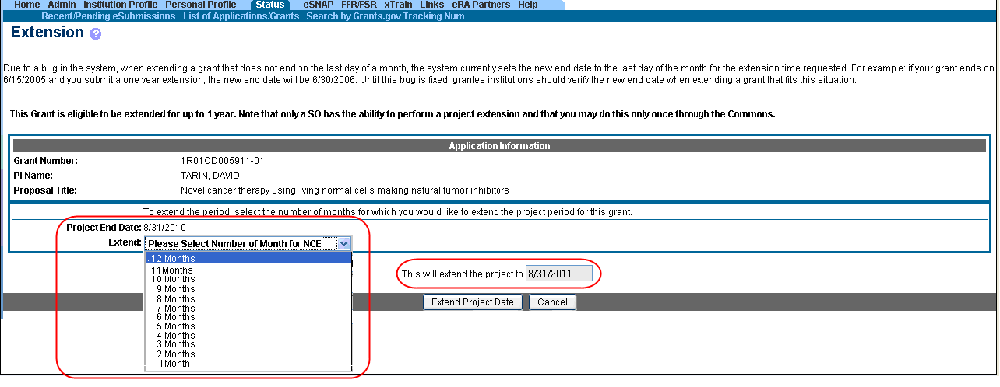 Home Admin Institution Profile Personal Profile Status eSNAP FFR/FSR xTrain Links eRA Partners Help
Recent/Pending eSubmissions List of Applications/Grants Search by Grants.gov Tracking Num
Extension ?
Due to a bug in the system, when extending a grant that does not end on the last day of a month, the system currently sets the new end date to the last day of the month for the extension time requested. For example: if your grant ends on
6/15/2005 and you submit a one year extension, the new end date will be 6/30/2006. Until this bug is fixed, grantee institutions should verify the new end date when extending a grant that fits this situation.
This Grant is eligible to be extended for up to 1 year. Note that only a SO has the ability to perform a project extension and that you may do this only once through the Commons.
Application Information
Grant Number: 1R01OD005911-01
PI Name: TARIN, DAVID
Proposal Title: Novel cancer therapy using living normal cells making natural tumor inhibitors
To extend the period, select the number of months for which you would like to extend the project period for this grant.
Project End Date: 8/31/2010
Extend: Please Select Number of Month for NCE
12 Months
11Months
10 Months
9 Months
8 Months
7 Months
6 Months
5 Months
4 Months
3 Months
2 Months
1Month
This will extend the project to 8/31/2011
Extend Project Date Cancel